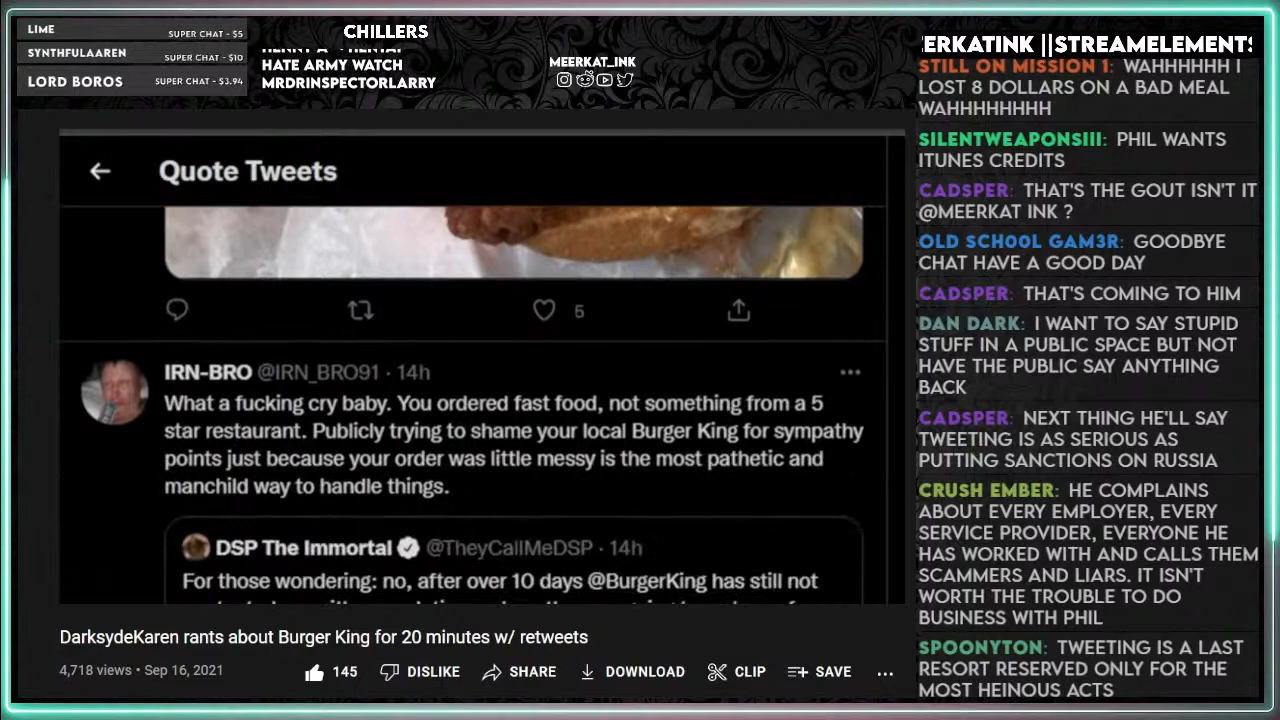 LIME SUPER CHAT - $5
SYNTHFULAAREN SUPER CHAT - $10
LORD BOROS SUPER CHAT - $3.94
CHILLERS
HATE ARMY WATCH
MRDRINSPECTORLARRY
MEERKAT_INK
ERKATINK ||STREAMELEMENTS
← Quote Tweets
5
IRN-BRO @IRN_BRO91 · 14h
What a fucking cry baby. You ordered fast food, not something from a 5
star restaurant. Publicly trying to shame your local Burger King for sympathy
points just because your order was little messy is the most pathetic and
manchild way to handle things.
DSP The Immortal @TheyCallMeDSP · 14h
For those wondering: no, after over 10 days @BurgerKing has still not
DarksydeKaren rants about Burger King for 20 minutes w/ retweets
4,718 views • Sep 16, 2021
145 DISLIKE SHARE DOWNLOAD CLIP SAVE ...
STILL ON MISSION 1: WAHHHHHH I
LOST 8 DOLLARS ON A BAD MEAL
WAHHHHHHHH
SILENTWEAPONSIII: PHIL WANTS
ITUNES CREDITS
CADSPER: THAT'S THE GOUT ISN'T IT
@MEERKAT INK ?
OLD SCH00L GAM3R: GOODBYE
CHAT HAVE A GOOD DAY
CADSPER: THAT'S COMING TO HIM
DAN DARK: I WANT TO SAY STUPID
STUFF IN A PUBLIC SPACE BUT NOT
HAVE THE PUBLIC SAY ANYTHING
BACK
CADSPER: NEXT THING HE'LL SAY
TWEETING IS AS SERIOUS AS
PUTTING SANCTIONS ON RUSSIA
CRUSH EMBER: HE COMPLAINS
ABOUT EVERY EMPLOYER, EVERY
SERVICE PROVIDER, EVERYONE HE
HAS WORKED WITH AND CALLS THEM
SCAMMERS AND LIARS. IT ISN'T
WORTH THE TROUBLE TO DO
BUSINESS WITH PHIL
SPOONYTON: TWEETING IS A LAST
RESORT RESERVED ONLY FOR THE
MOST HEINOUS ACTS